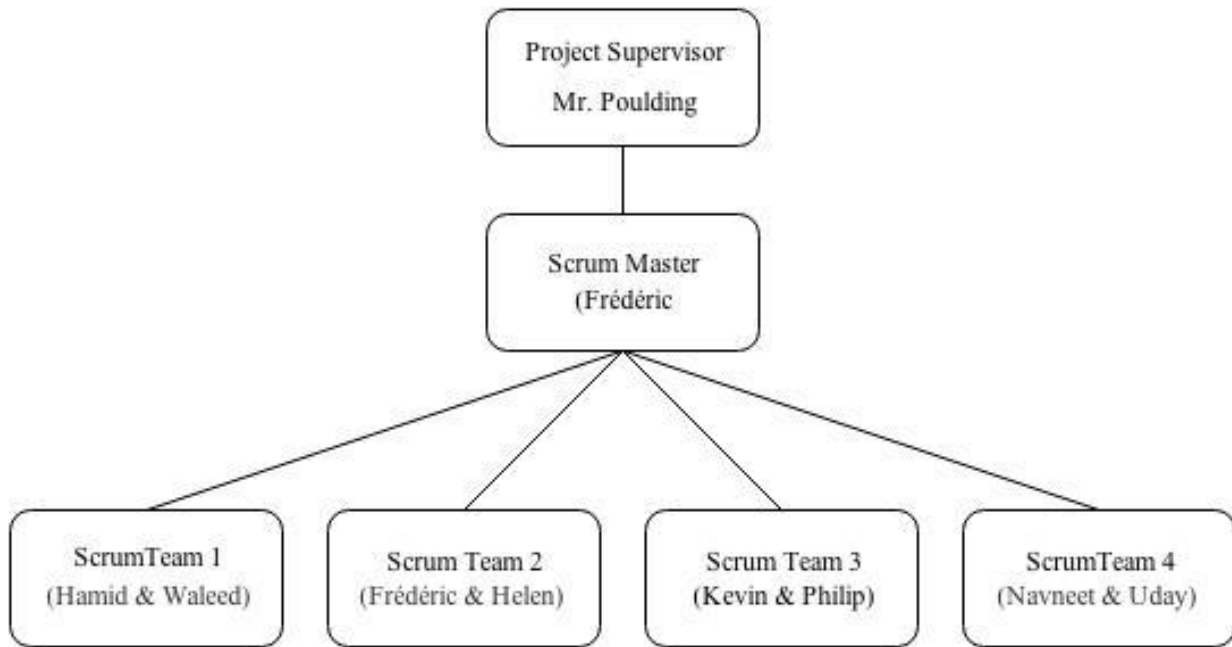 Project Supervisor
Mr. Poulding
Scrum Master
(Frédéric
ScrumTeam 1
(Hamid & Waleed)
Scrum Team 2
(Frédéric & Helen)
Scrum Team 3
(Kevin & Philip)
ScrumTeam 4
(Navneet & Uday)